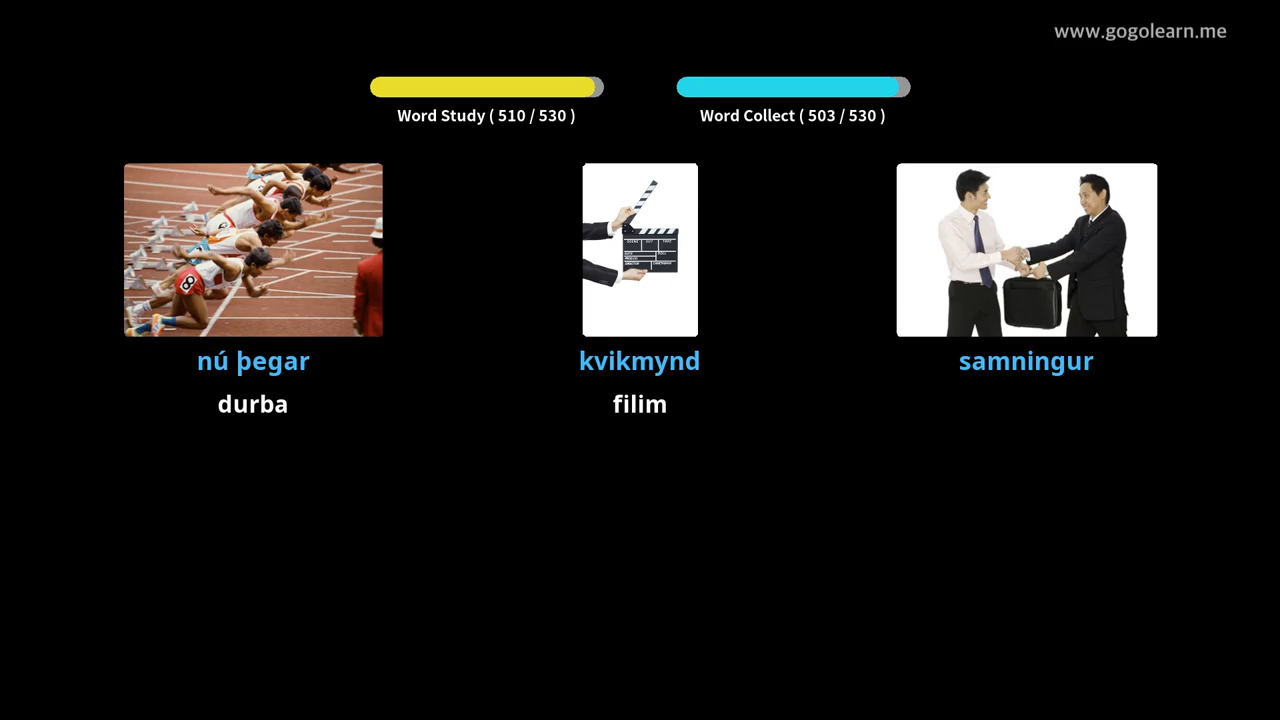 www.gogolearn.me
Word Study ( 510 / 530 )
Word Collect ( 503 / 530 )
nú þegar
kvikmynd
samningur
durba
filim